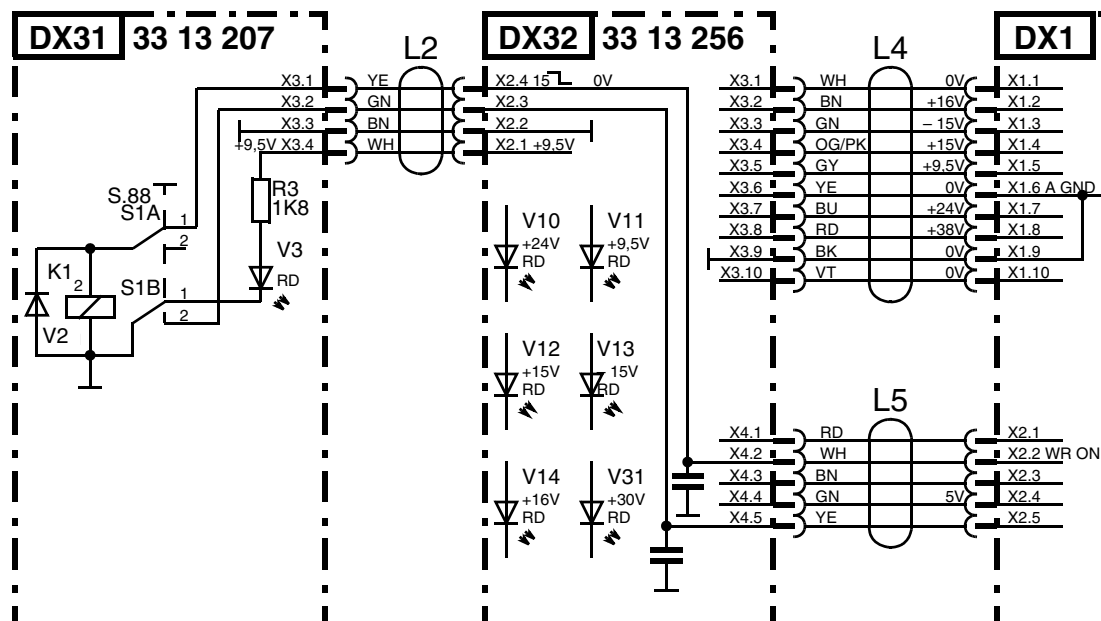 DX31 33 13 207
L2
DX32 33 13 256
L4
DX1
X3.1 YE X2.4 15 0V
X3.2 GN X2.3
X3.3 BN X2.2
+9,5V X3.4 WH X2.1 +9,5V
X3.1 WH 0V X1.1
X3.2 BN +16V X1.2
X3.3 GN – 15V X1.3
X3.4 OG/PK +15V X1.4
X3.5 GY +9,5V X1.5
X3.6 YE 0V X1.6 A GND
X3.7 BU +24V X1.7
X3.8 RD +38V X1.8
X3.9 BK 0V X1.9
X3.10 VT 0V X1.10
R3
1K8
S.88
S1A
1
2
V3
RD
K1
2
S1B
1
2
V2
V10
+24V
RD
V11
+9,5V
RD
V12
+15V
RD
V13
– 15V
RD
V14
+16V
RD
V31
+30V
RD
L5
X4.1 RD X2.1
X4.2 WH X2.2 WR ON
X4.3 BN X2.3
X4.4 GN 5V X2.4
X4.5 YE X2.5